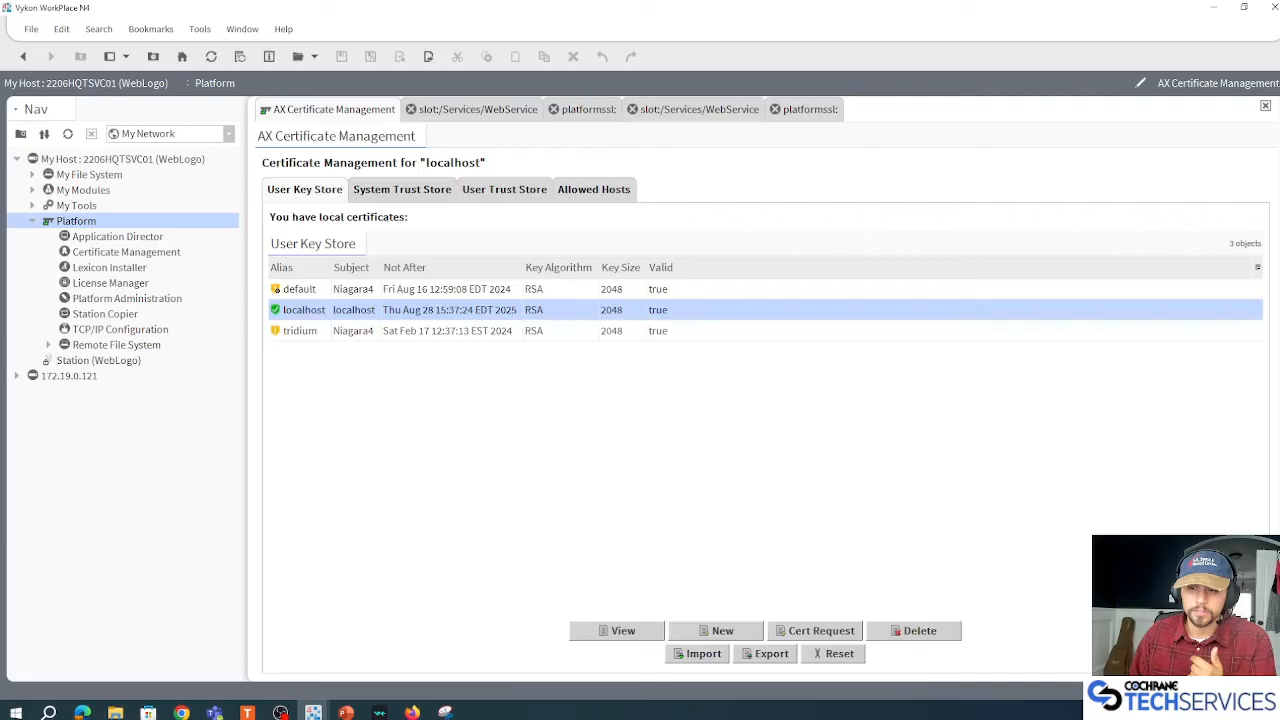 Vykon WorkPlace N4
File Edit Search Bookmarks Tools Window Help
My Host : 2206HQTSVC01 (WebLogo) : Platform
AX Certificate Management
Nav
My Network
My Host : 2206HQTSVC01 (WebLogo)
My File System
My Modules
My Tools
Platform
Application Director
Certificate Management
Lexicon Installer
License Manager
Platform Administration
Station Copier
TCP/IP Configuration
Remote File System
Station (WebLogo)
172.19.0.121
AX Certificate Management slot:/Services/WebService platformssl: slot:/Services/WebService platformssl:
AX Certificate Management
Certificate Management for "localhost"
User Key Store System Trust Store User Trust Store Allowed Hosts
You have local certificates:
User Key Store 3 objects
Alias Subject Not After Key Algorithm Key Size Valid
default Niagara4 Fri Aug 16 12:59:08 EDT 2024 RSA 2048 true
localhost localhost Thu Aug 28 15:37:24 EDT 2025 RSA 2048 true
tridium Niagara4 Sat Feb 17 12:37:13 EST 2024 RSA 2048 true
View New Cert Request Delete
Import Export Reset
COCHRANE
TECHSERVICES